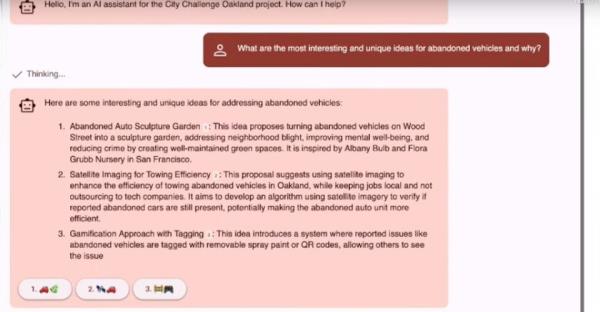 Hello, I'm an AI assistant for the City Challenge Oakland project. How can I help?
What are the most interesting and unique ideas for abandoned vehicles and why?
Thinking...
Here are some interesting and unique ideas for addressing abandoned vehicles:
1. Abandoned Auto Sculpture Garden : This idea proposes turning abandoned vehicles on Wood
Street into a sculpture garden, addressing neighborhood blight, improving mental well-being, and
reducing crime by creating well-maintained green spaces. It is inspired by Albany Bulb and Flora
Grubb Nursery in San Francisco.
2. Satellite Imaging for Towing Efficiency : This proposal suggests using satellite imaging to
enhance the efficiency of towing abandoned vehicles in Oakland, while keeping jobs local and not
outsourcing to tech companies. It aims to develop an algorithm using satellite imagery to verify if
reported abandoned cars are still present, potentially making the abandoned auto unit more
efficient.
3. Gamification Approach with Tagging : This idea introduces a system where reported issues like
abandoned vehicles are tagged with removable spray paint or QR codes, allowing others to see
the issue
1. 2. 3.